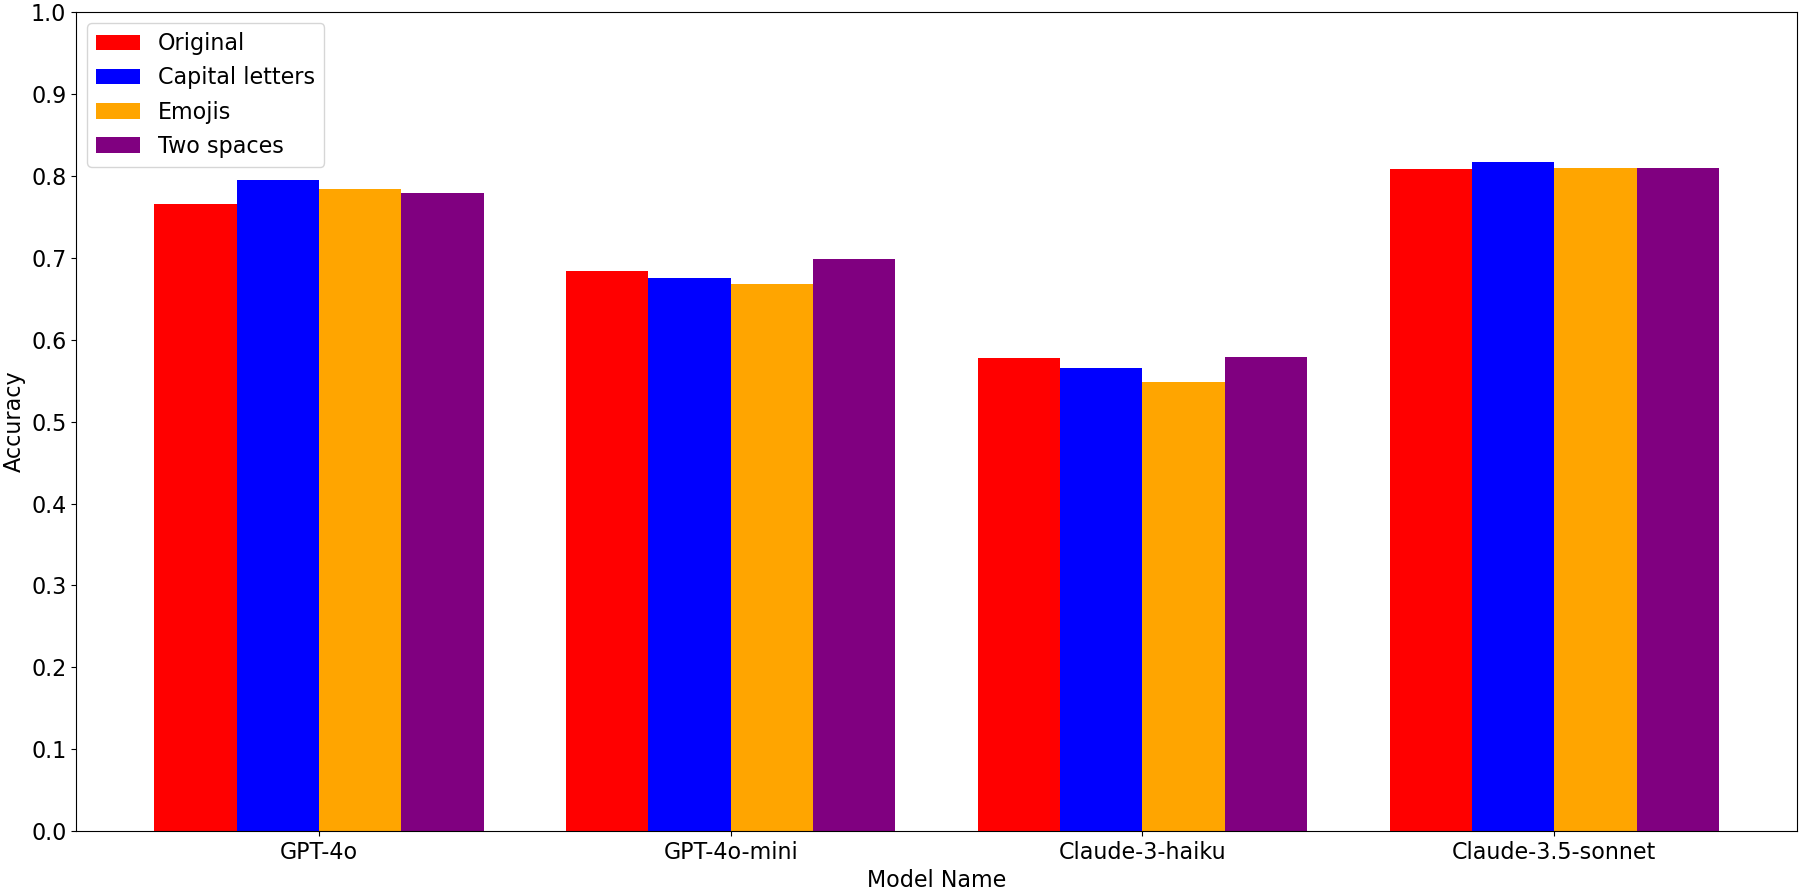 1.0
0.9
0.8
0.7
0.6
0.5
0.4
0.3
0.2
0.1
0.0
Accuracy
Original
Capital letters
Emojis
Two spaces
GPT-4o
GPT-4o-mini
Claude-3-haiku
Claude-3.5-sonnet
Model Name